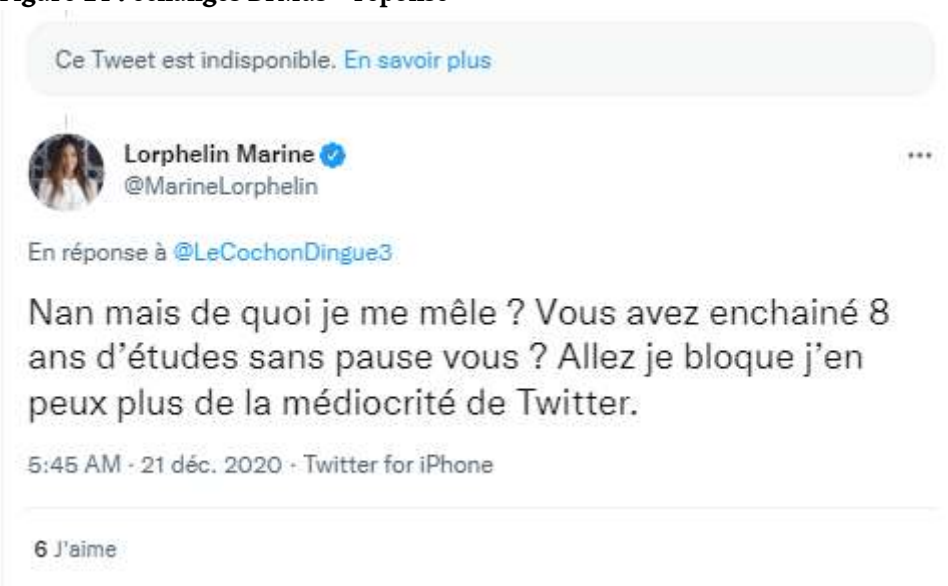 Ce Tweet est indisponible. En savoir plus
Lorphelin Marine
@MarineLorphelin
En réponse à @LeCochonDingue3
Nan mais de quoi je me mêle ? Vous avez enchainé 8
ans d’études sans pause vous ? Allez je bloque j’en
peux plus de la médiocrité de Twitter.
5:45 AM · 21 déc. 2020 · Twitter for iPhone
6 J'aime